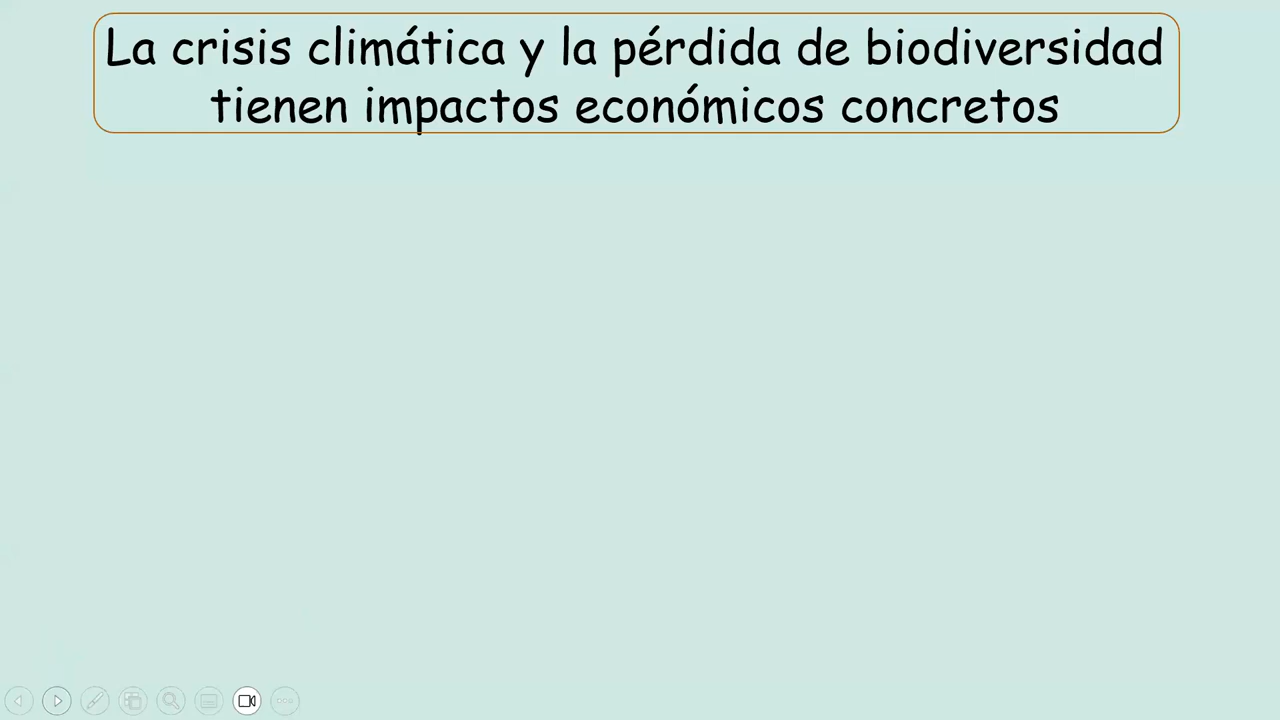 La crisis climática y la pérdida de biodiversidad
tienen impactos económicos concretos